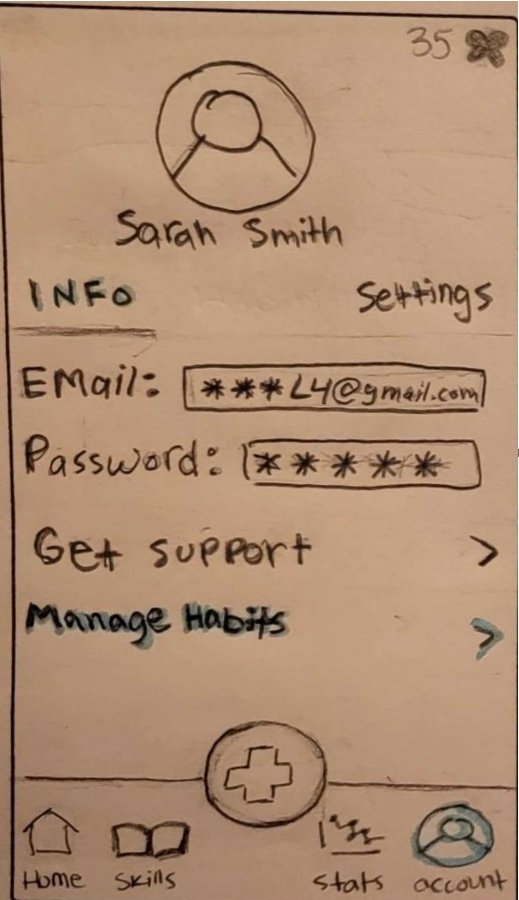 35
Sarah Smith
INFO Settings
EMail: ***L4@gmail.com
Password: *****
Get support >
Manage Habits >
Home Skills stats account